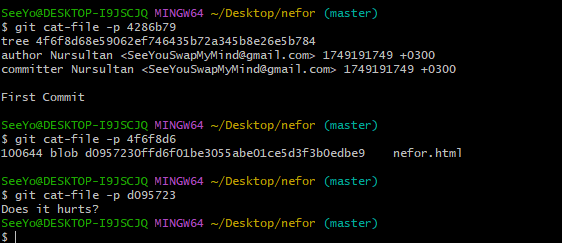 SeeYo@DESKTOP-I9JSCJQ MINGW64 ~/Desktop/nefor (master)
$ git cat-file -p 4286b79
tree 4f6f8d68e59062ef746435b72a345b8e26e5b784
author Nursultan <SeeYouSwapMyMind@gmail.com> 1749191749 +0300
committer Nursultan <SeeYouSwapMyMind@gmail.com> 1749191749 +0300
First Commit
SeeYo@DESKTOP-I9JSCJQ MINGW64 ~/Desktop/nefor (master)
$ git cat-file -p 4f6f8d6
100644 blob d0957230ffd6f01be3055abe01ce5d3f3b0edbe9    nefor.html
SeeYo@DESKTOP-I9JSCJQ MINGW64 ~/Desktop/nefor (master)
$ git cat-file -p d095723
Does it hurts?
SeeYo@DESKTOP-I9JSCJQ MINGW64 ~/Desktop/nefor (master)
$